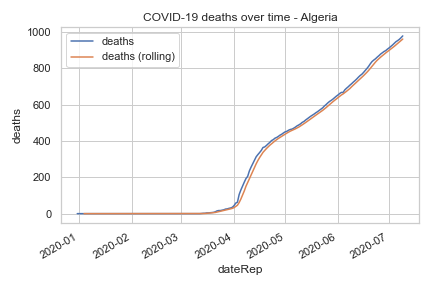 COVID-19 deaths over time - Algeria
deaths
deaths (rolling)
1000
800
600
400
200
0
deaths
2020-01
2020-02
2020-03
2020-04
2020-05
2020-06
2020-07
dateRep